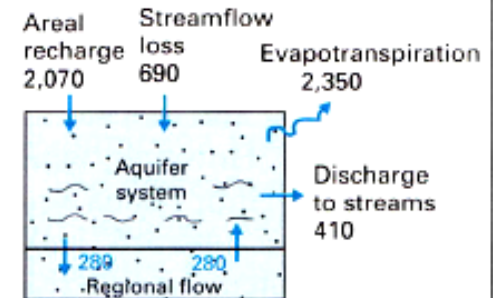 Areal
recharge
2,070
Streamflow
loss
690
Evapotranspiration
2,350
Aquifer
system
Discharge
to streams
410
289
280
Regional flow